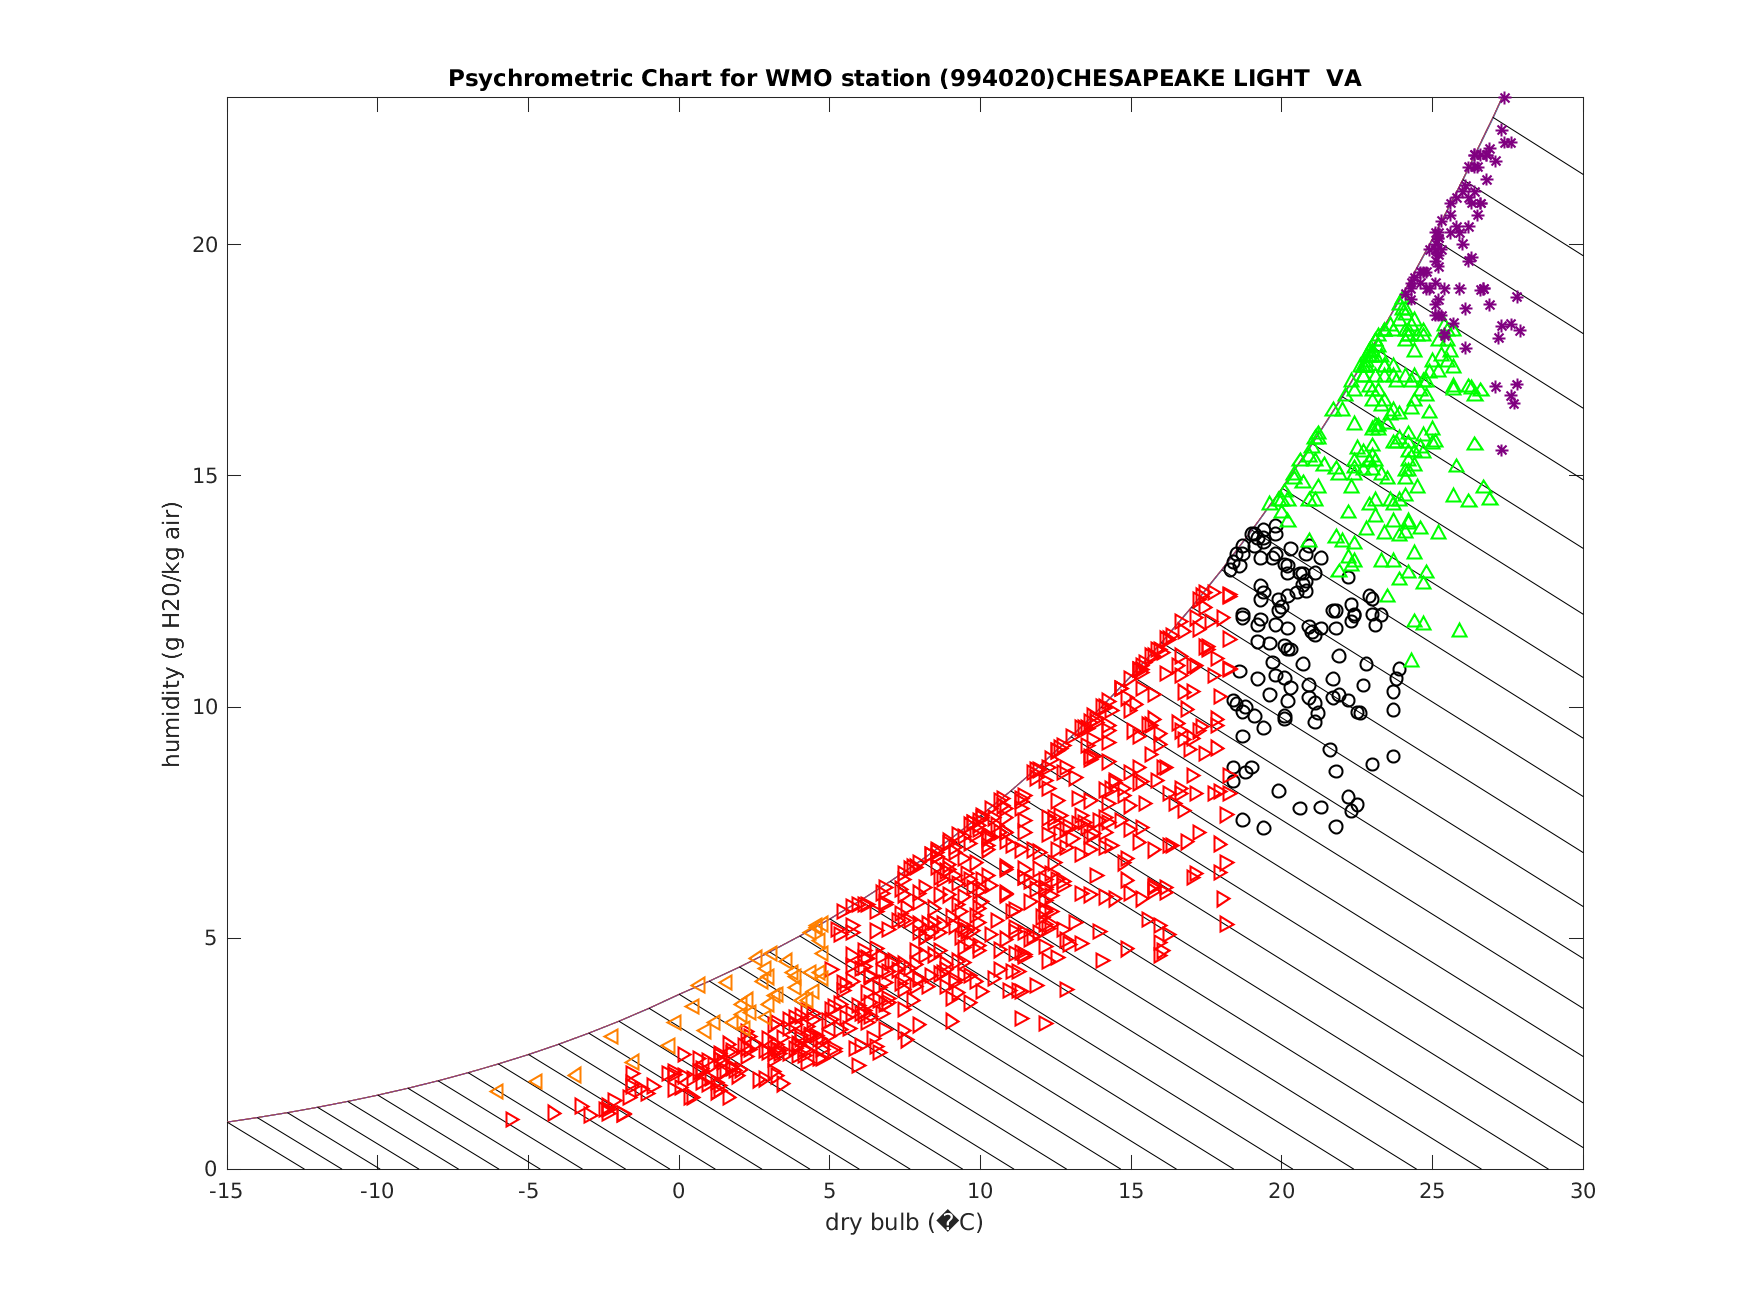 Psychrometric Chart for WMO station (994020)CHESAPEAKE LIGHT  VA
humidity (g H20/kg air)
20
15
10
5
0
-15 -10 -5 0 5 10 15 20 25 30
dry bulb (�C)